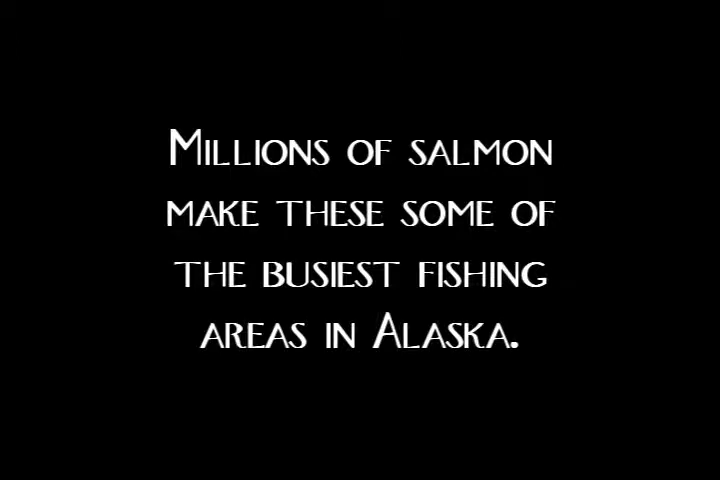 Millions of salmon
make these some of
the busiest fishing
areas in Alaska.